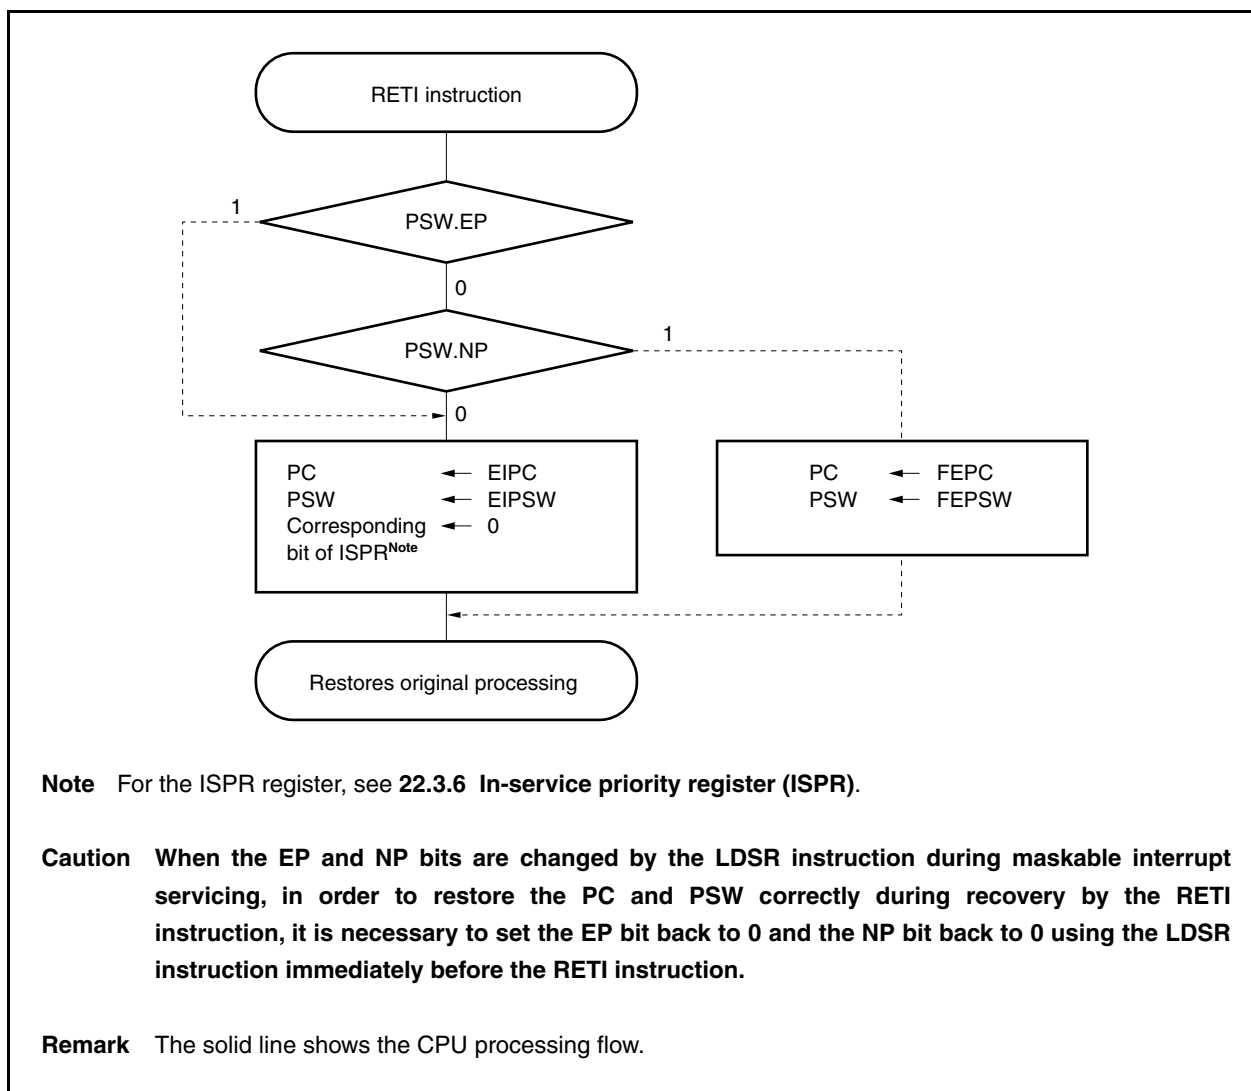 RETI instruction
1
PSW.EP
0
1
PSW.NP
0
PC ← EIPC
PSW ← EIPSW
Corresponding ← 0
bit of ISPRNote
PC ← FEPC
PSW ← FEPSW
Restores original processing
Note For the ISPR register, see 22.3.6 In-service priority register (ISPR).
Caution When the EP and NP bits are changed by the LDSR instruction during maskable interrupt
servicing, in order to restore the PC and PSW correctly during recovery by the RETI
instruction, it is necessary to set the EP bit back to 0 and the NP bit back to 0 using the LDSR
instruction immediately before the RETI instruction.
Remark The solid line shows the CPU processing flow.